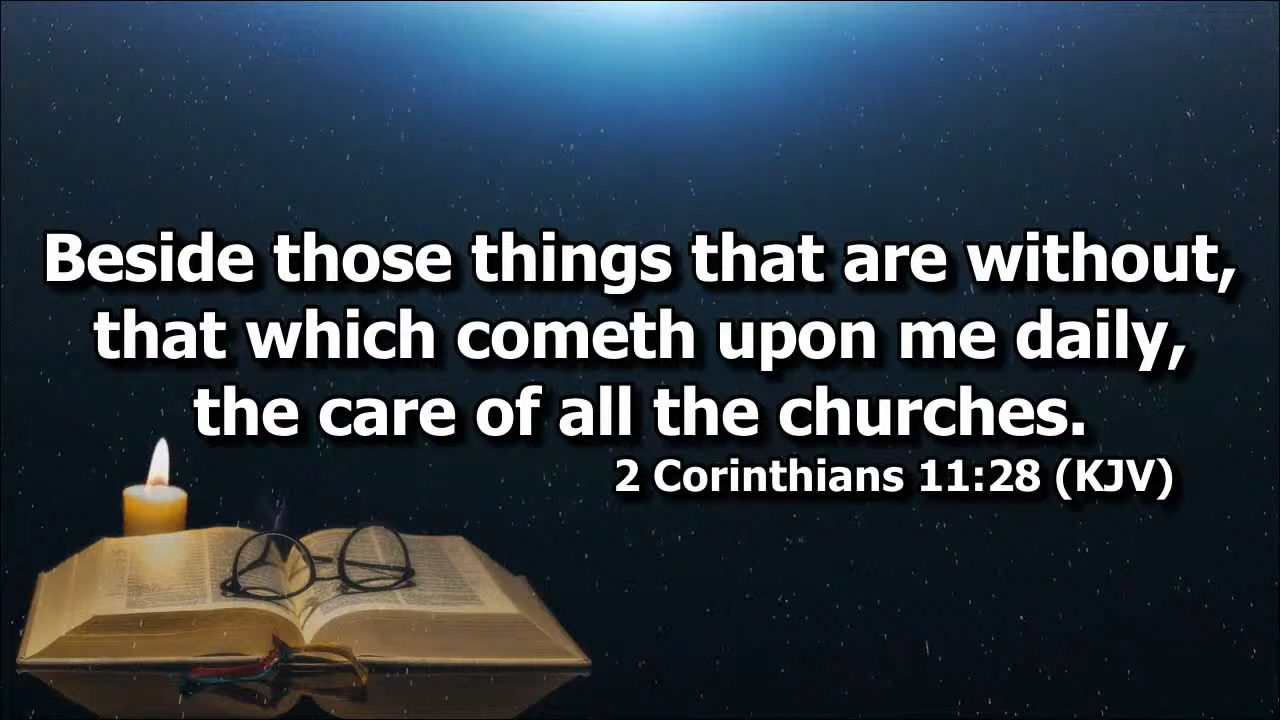 Beside those things that are without,
that which cometh upon me daily,
the care of all the churches.
2 Corinthians 11:28 (KJV)